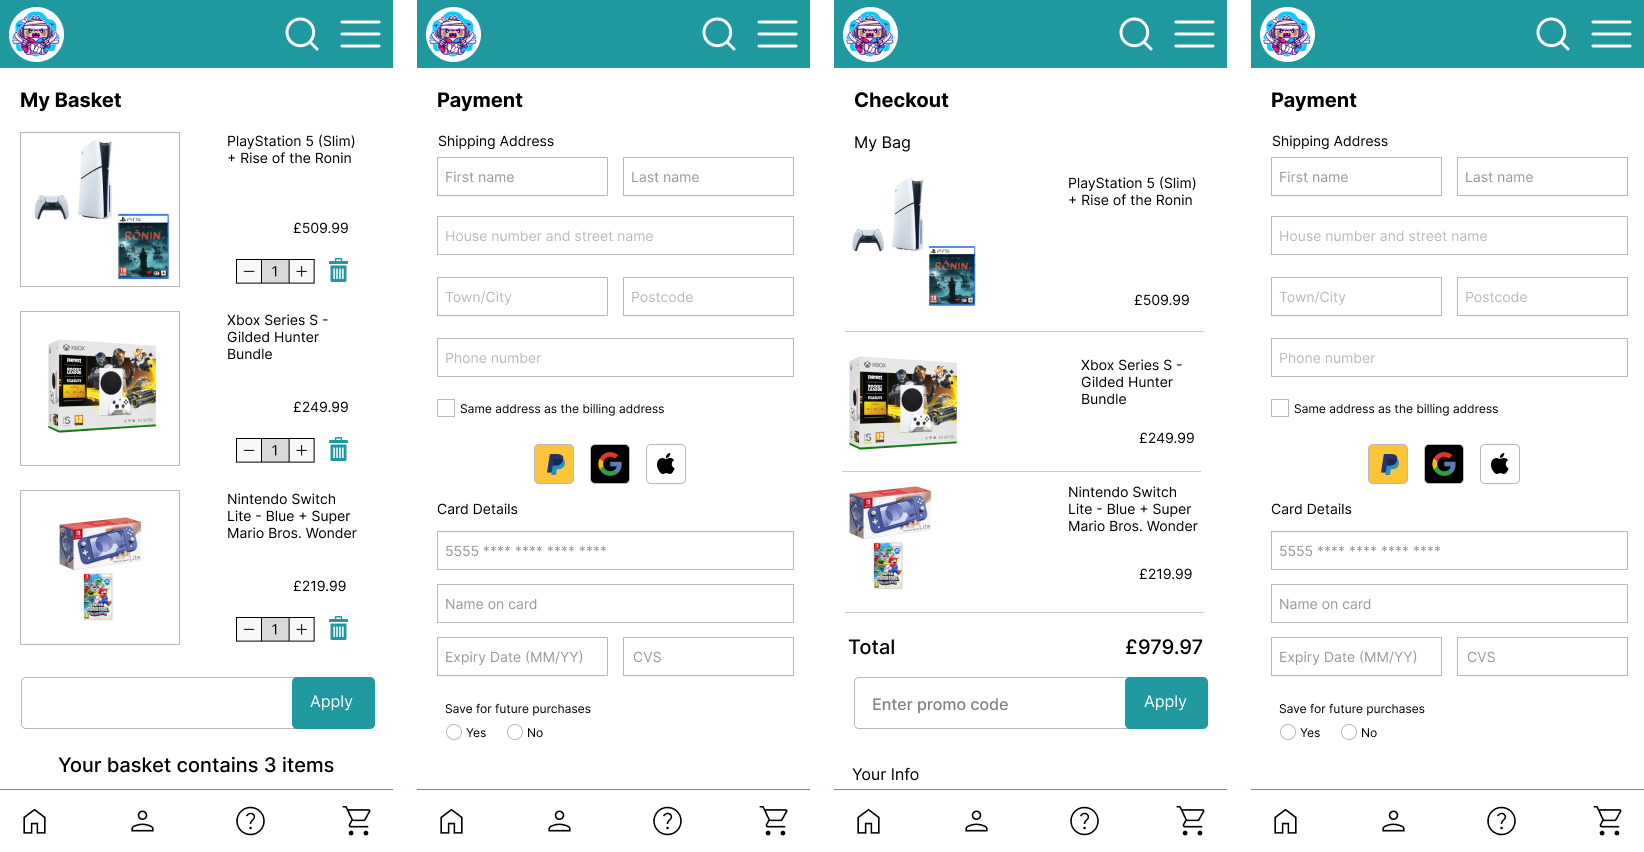 My Basket
PlayStation 5 (Slim)
+ Rise of the Ronin
RŌNIN
18
£509.99
1
Xbox Series S -
Gilded Hunter
Bundle
XBOX
£249.99
1
Nintendo Switch
Lite - Blue + Super
Mario Bros. Wonder
£219.99
1
Apply
Your basket contains 3 items
Payment
Shipping Address
First name
Last name
House number and street name
Town/City
Postcode
Phone number
Same address as the billing address
Card Details
5555 **** **** **** ****
Name on card
Expiry Date (MM/YY)
CVS
Save for future purchases
Yes
No
Checkout
My Bag
PlayStation 5 (Slim)
+ Rise of the Ronin
RŌNIN
18
£509.99
Xbox Series S -
Gilded Hunter
Bundle
XBOX
£249.99
Nintendo Switch
Lite - Blue + Super
Mario Bros. Wonder
£219.99
Total
£979.97
Enter promo code
Apply
Your Info
Payment
Shipping Address
First name
Last name
House number and street name
Town/City
Postcode
Phone number
Same address as the billing address
Card Details
5555 **** **** **** ****
Name on card
Expiry Date (MM/YY)
CVS
Save for future purchases
Yes
No